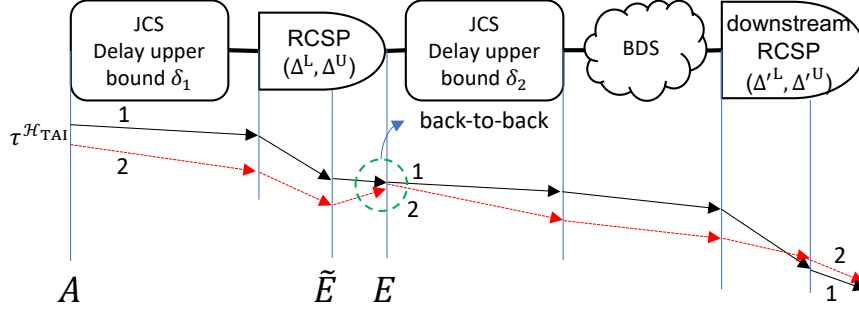 JCS
Delay upper
bound δ₁
RCSP
(Δᴸ, Δᵁ)
JCS
Delay upper
bound δ₂
BDS
downstream
RCSP
(Δ′ᴸ, Δ′ᵁ)
τ^ℋTAI
1
2
back-to-back
1
2
2
1
A
Ẽ
E